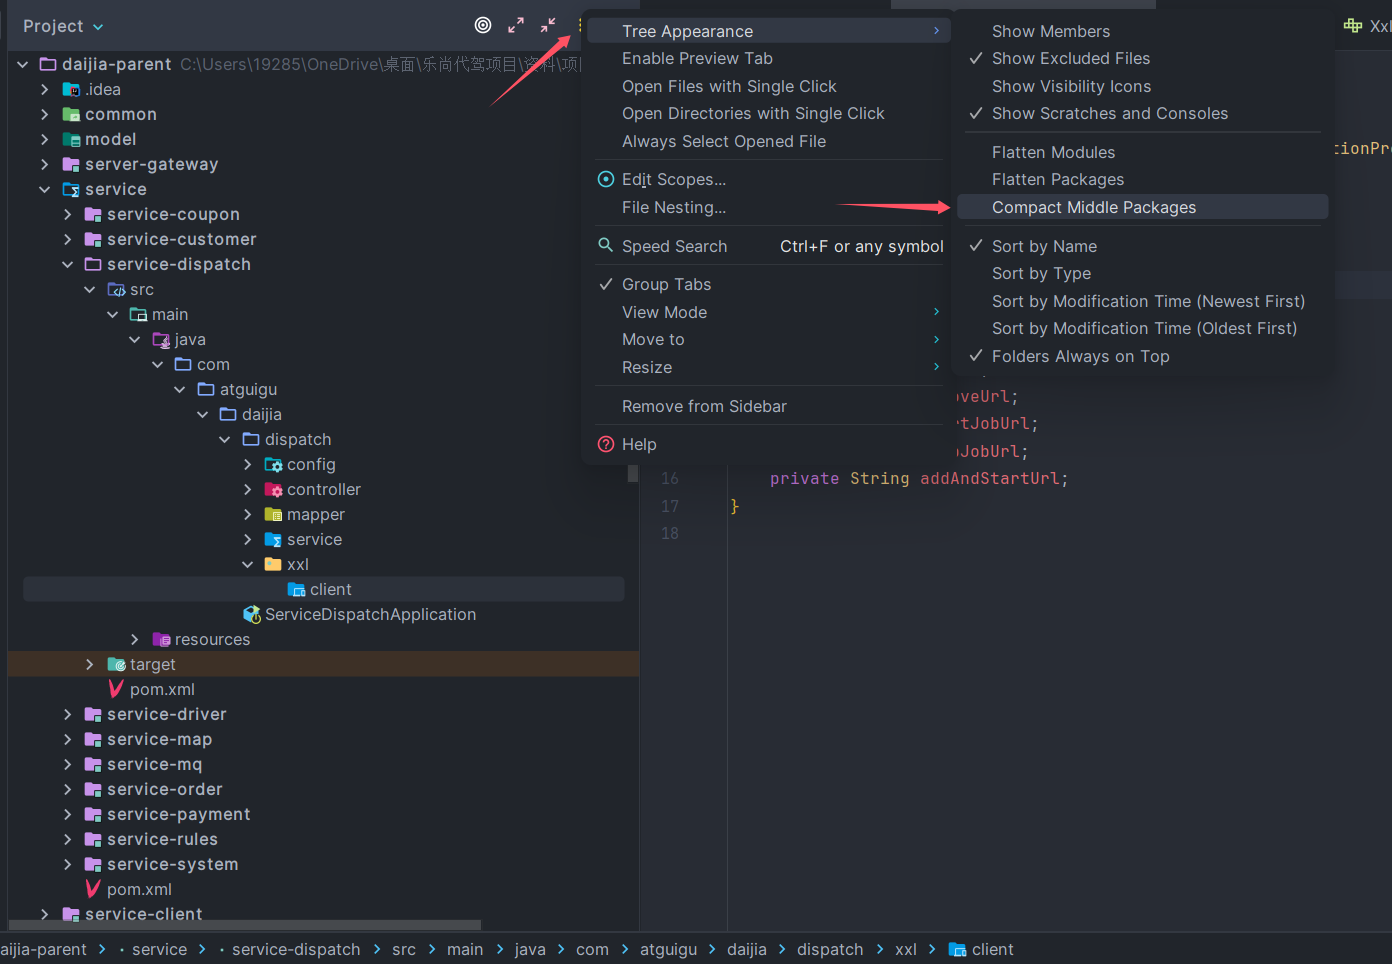 Project
daijia-parent C:\Users\19285\OneDrive\桌面\乐尚代驾项目\资料\项
.idea
common
model
server-gateway
service
service-coupon
service-customer
service-dispatch
src
main
java
com
atguigu
daijia
dispatch
config
controller
mapper
service
xxl
client
ServiceDispatchApplication
resources
target
pom.xml
service-driver
service-map
service-mq
service-order
service-payment
service-rules
service-system
pom.xml
service-client
Tree Appearance
Enable Preview Tab
Open Files with Single Click
Open Directories with Single Click
Always Select Opened File
Edit Scopes...
File Nesting...
Speed Search Ctrl+F or any symbol
Group Tabs
View Mode
Move to
Resize
Remove from Sidebar
Help
Show Members
Show Excluded Files
Show Visibility Icons
Show Scratches and Consoles
Flatten Modules
Flatten Packages
Compact Middle Packages
Sort by Name
Sort by Type
Sort by Modification Time (Newest First)
Sort by Modification Time (Oldest First)
Folders Always on Top
Xxl
tionPro
oveUrl;
rtJobUrl;
pJobUrl;
16 private String addAndStartUrl;
17 }
18
aijia-parent > service > service-dispatch > src > main > java > com > atguigu > daijia > dispatch > xxl > client